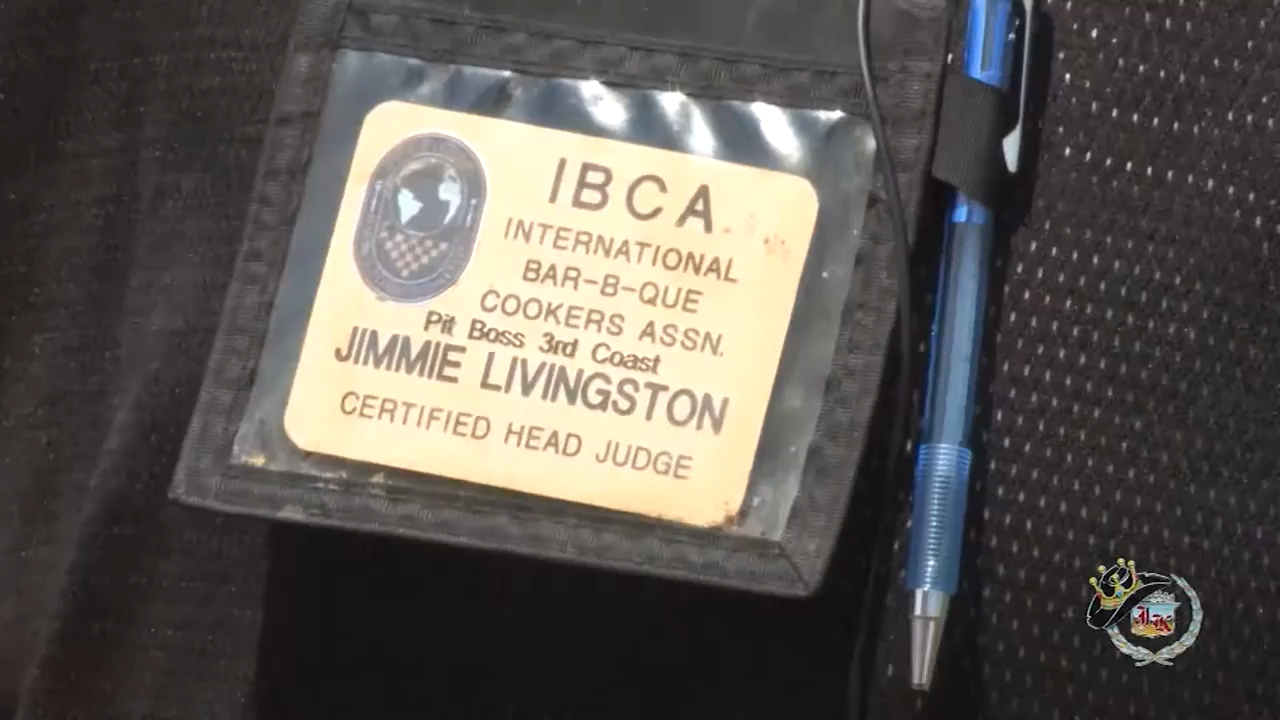 IBCA
INTERNATIONAL
BAR-B-QUE
COOKERS ASSN.
Pit Boss 3rd Coast
JIMMIE LIVINGSTON
CERTIFIED HEAD JUDGE